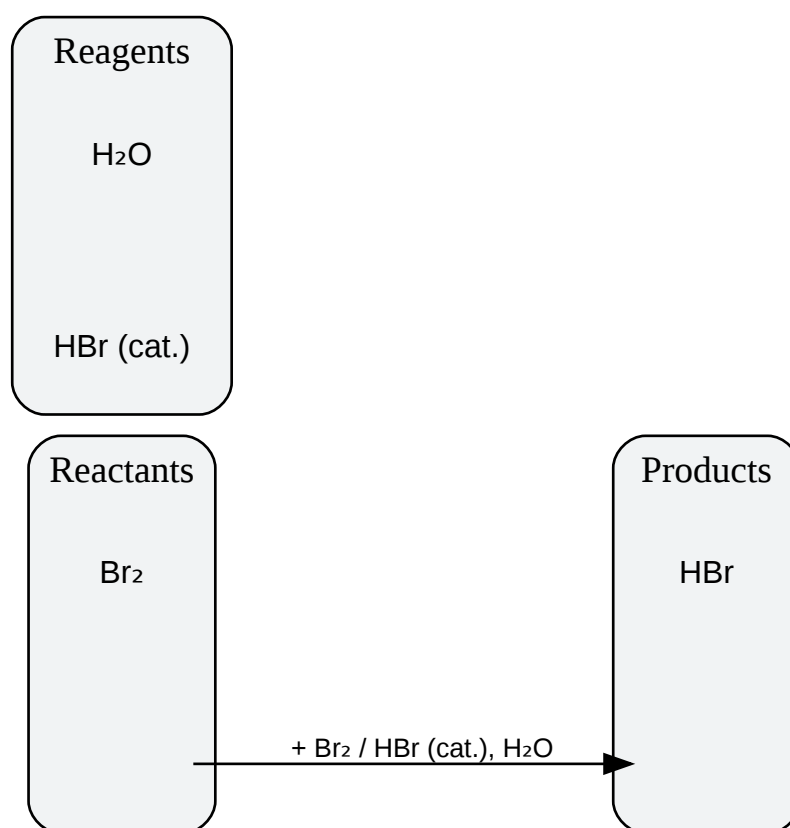 Reagents
H₂O
HBr (cat.)
Reactants
Br₂
Products
HBr
+ Br₂ / HBr (cat.), H₂O